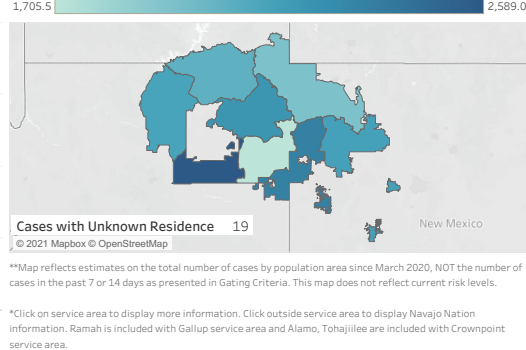 1,705.5 2,589.0
New Mexico
Cases with Unknown Residence 19
© 2021 Mapbox © OpenStreetMap
**Map reflects estimates on the total number of cases by population area since March 2020, NOT the number of
cases in the past 7 or 14 days as presented in Gating Criteria. This map does not reflect current risk levels.
*Click on service area to display more information. Click outside service area to display Navajo Nation
information. Ramah is included with Gallup service area and Alamo, Tohajiilee are included with Crownpoint
service area.